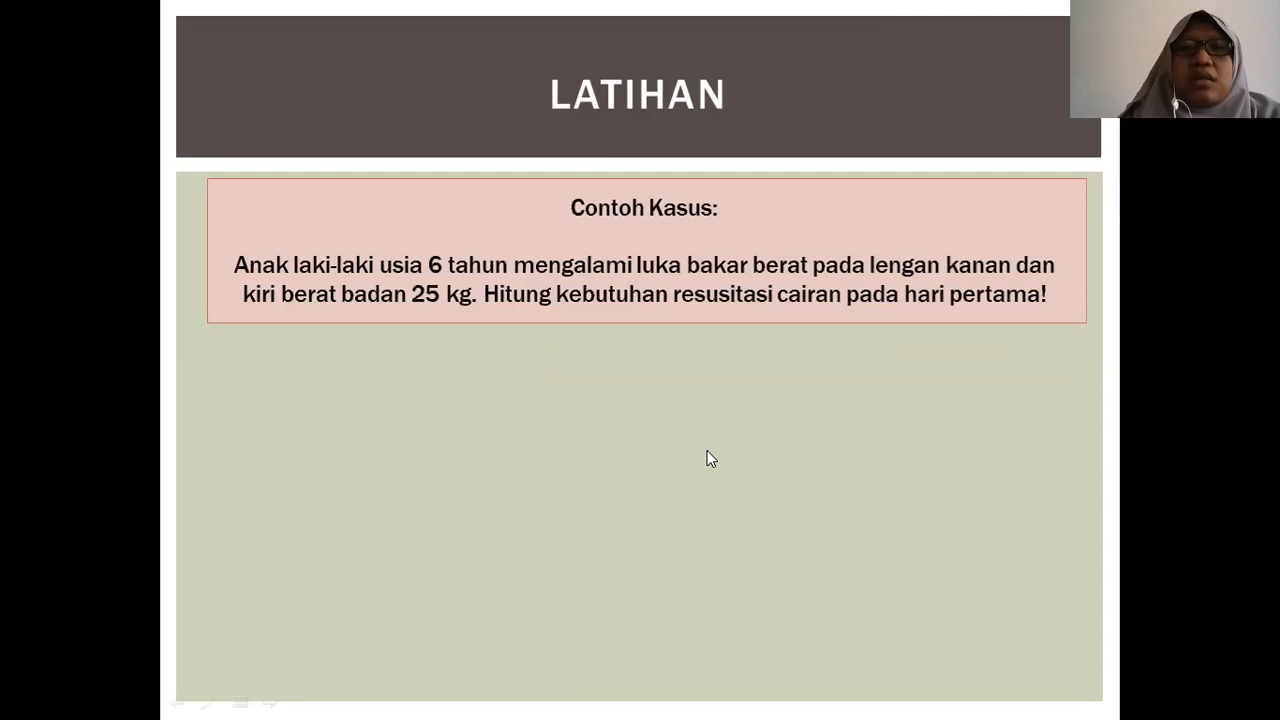 LATIHAN
Contoh Kasus:
Anak laki-laki usia 6 tahun mengalami luka bakar berat pada lengan kanan dan
kiri berat badan 25 kg. Hitung kebutuhan resusitasi cairan pada hari pertama!